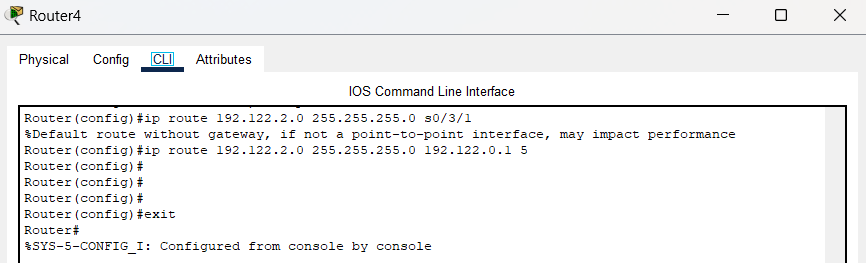 Router4
Physical Config CLI Attributes
IOS Command Line Interface
Router(config)#ip route 192.122.2.0 255.255.255.0 s0/3/1
%Default route without gateway, if not a point-to-point interface, may impact performance
Router(config)#ip route 192.122.2.0 255.255.255.0 192.122.0.1 5
Router(config)#
Router(config)#
Router(config)#
Router(config)#exit
Router#
%SYS-5-CONFIG_I: Configured from console by console